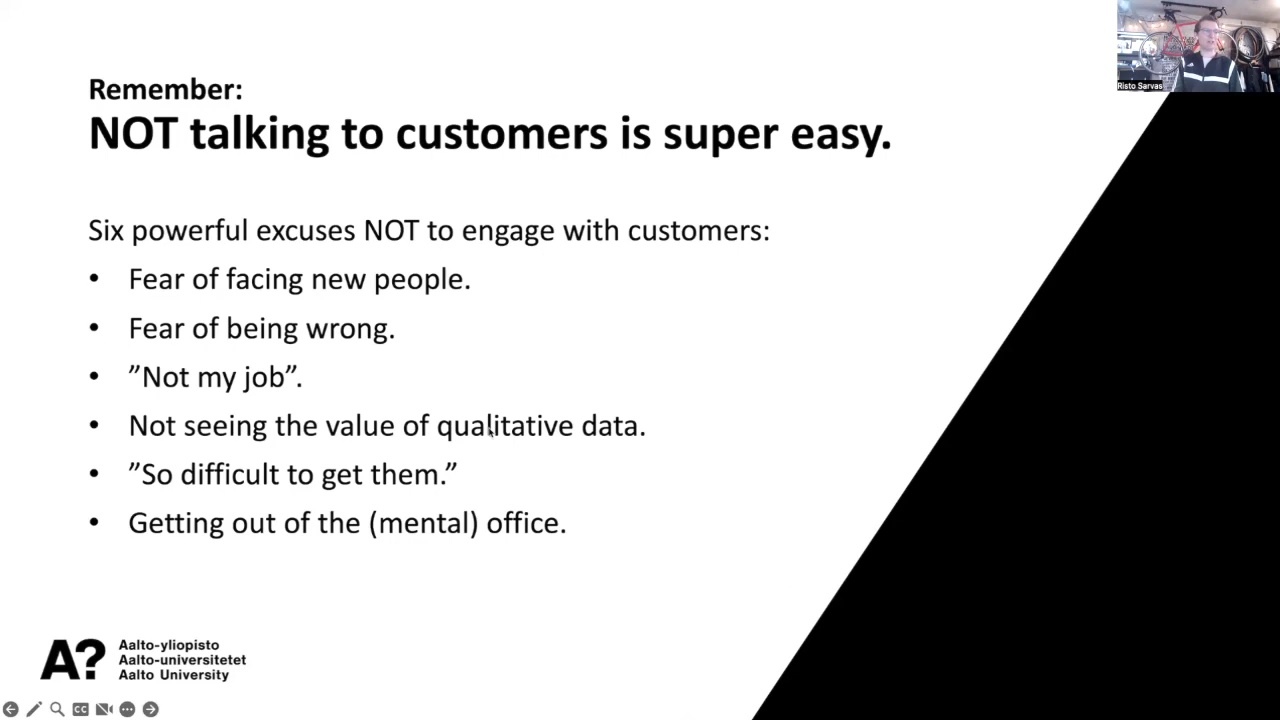 Risto Sarvas
Remember:
NOT talking to customers is super easy.
Six powerful excuses NOT to engage with customers:
• Fear of facing new people.
• Fear of being wrong.
• ”Not my job”.
• Not seeing the value of qualitative data.
• ”So difficult to get them.”
• Getting out of the (mental) office.
A?
Aalto-yliopisto
Aalto-universitetet
Aalto University
CC